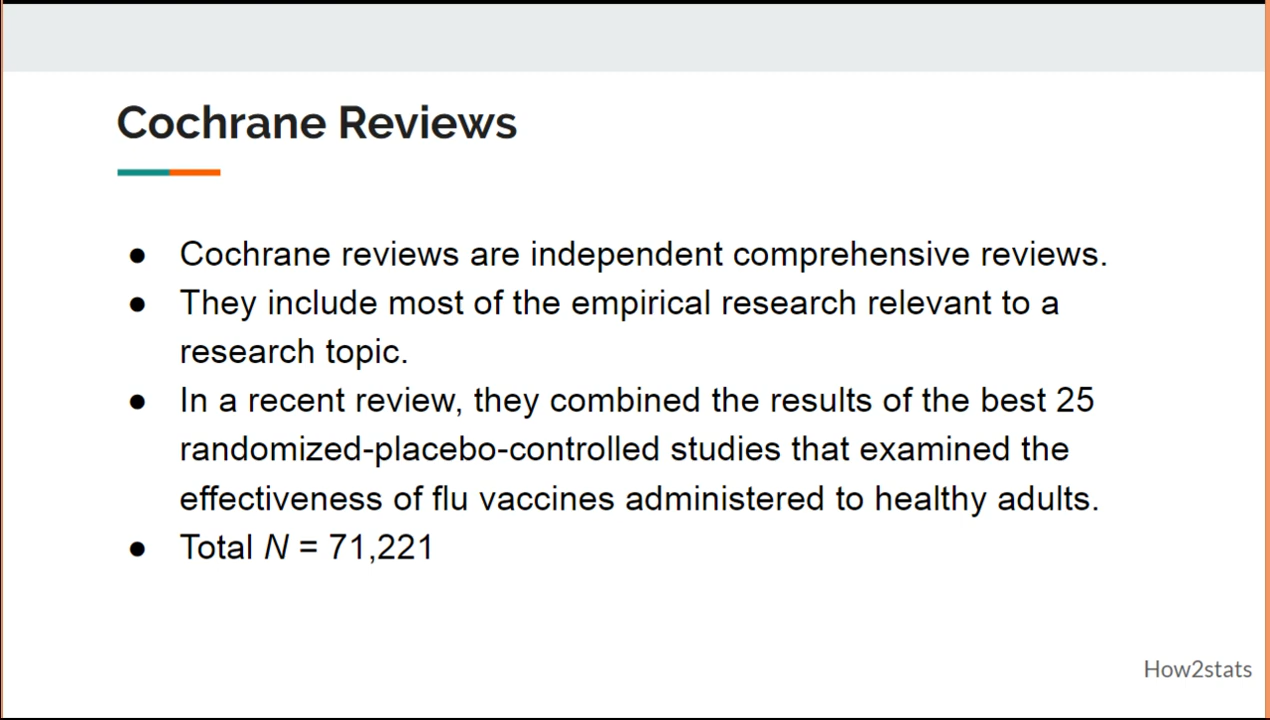 Cochrane Reviews
● Cochrane reviews are independent comprehensive reviews.
● They include most of the empirical research relevant to a
research topic.
● In a recent review, they combined the results of the best 25
randomized-placebo-controlled studies that examined the
effectiveness of flu vaccines administered to healthy adults.
● Total N = 71,221
How2stats